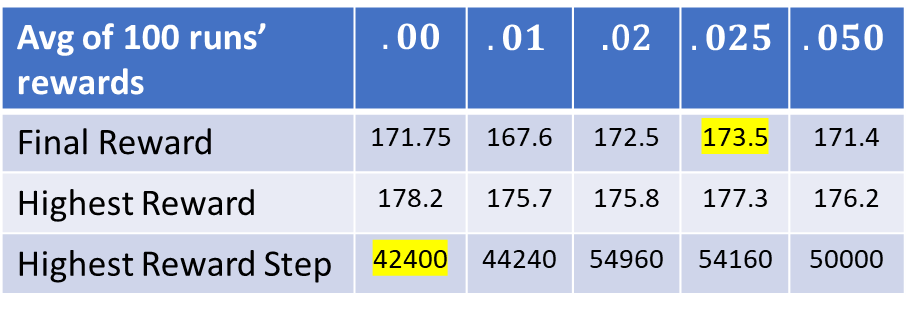 Avg of 100 runs’ rewards .00 .01 .02 .025 .050
Final Reward 171.75 167.6 172.5 173.5 171.4
Highest Reward 178.2 175.7 175.8 177.3 176.2
Highest Reward Step 42400 44240 54960 54160 50000